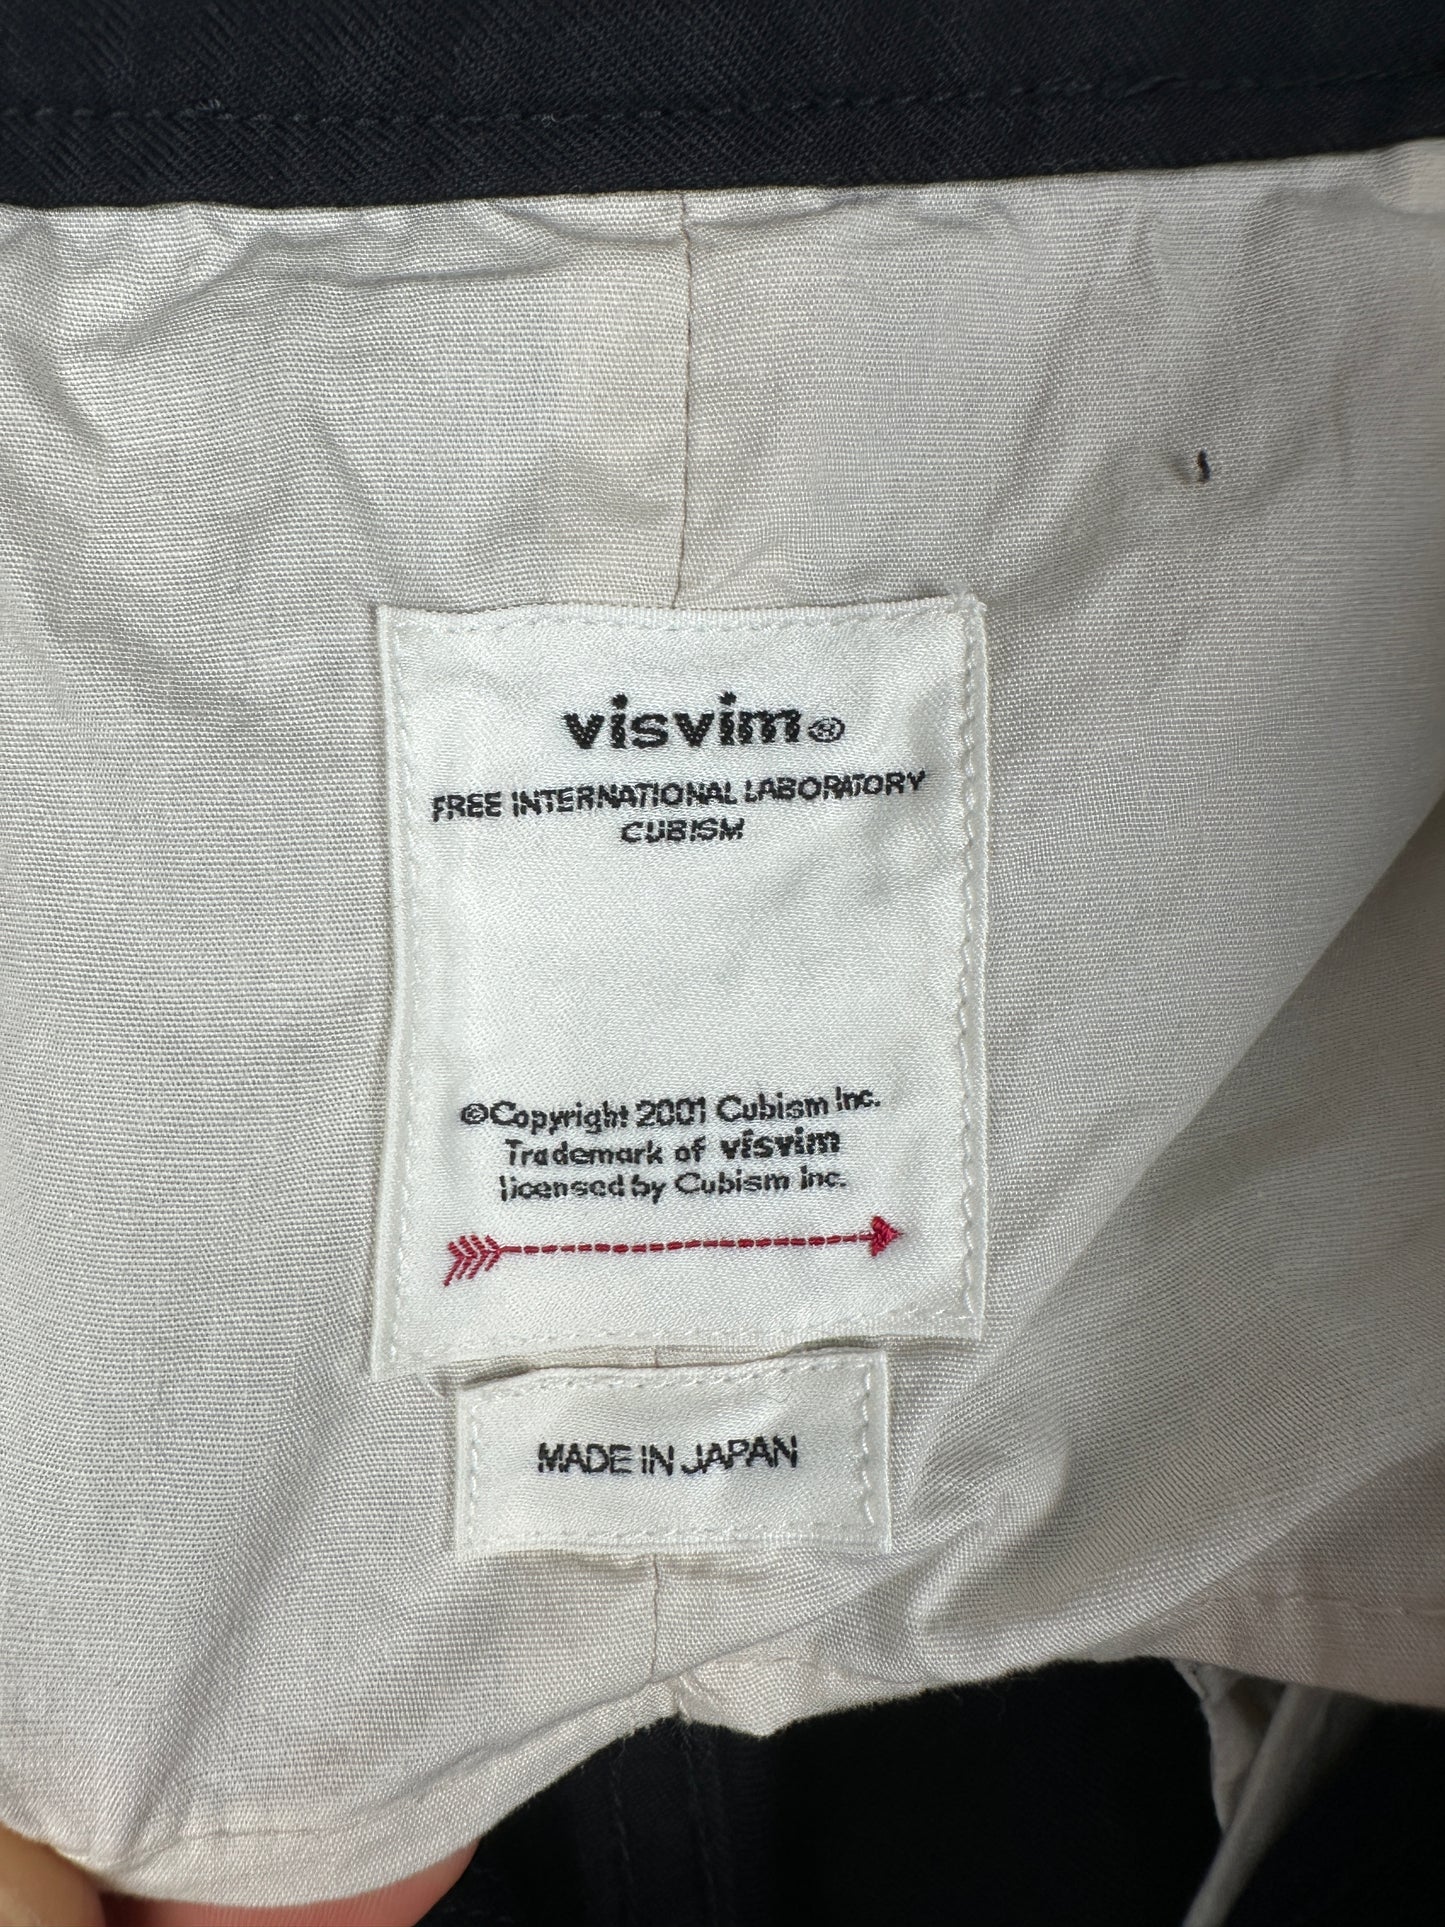 visvim®
FREE INTERNATIONAL LABORATORY
CUBISM
©Copyright 2001 Cubism Inc.
Trademark of visvim
licensed by Cubism Inc.
MADE IN JAPAN